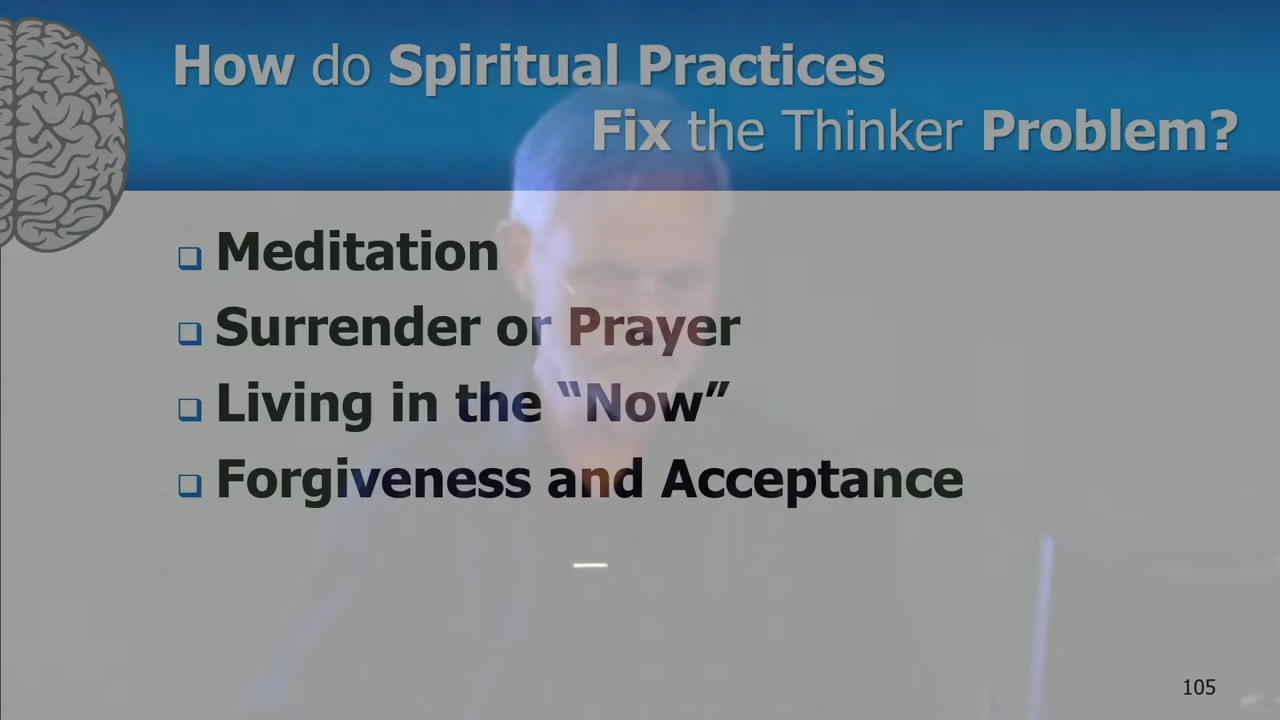 How do Spiritual Practices
Fix the Thinker Problem?
Meditation
Surrender or Prayer
Living in the “Now”
Forgiveness and Acceptance
105